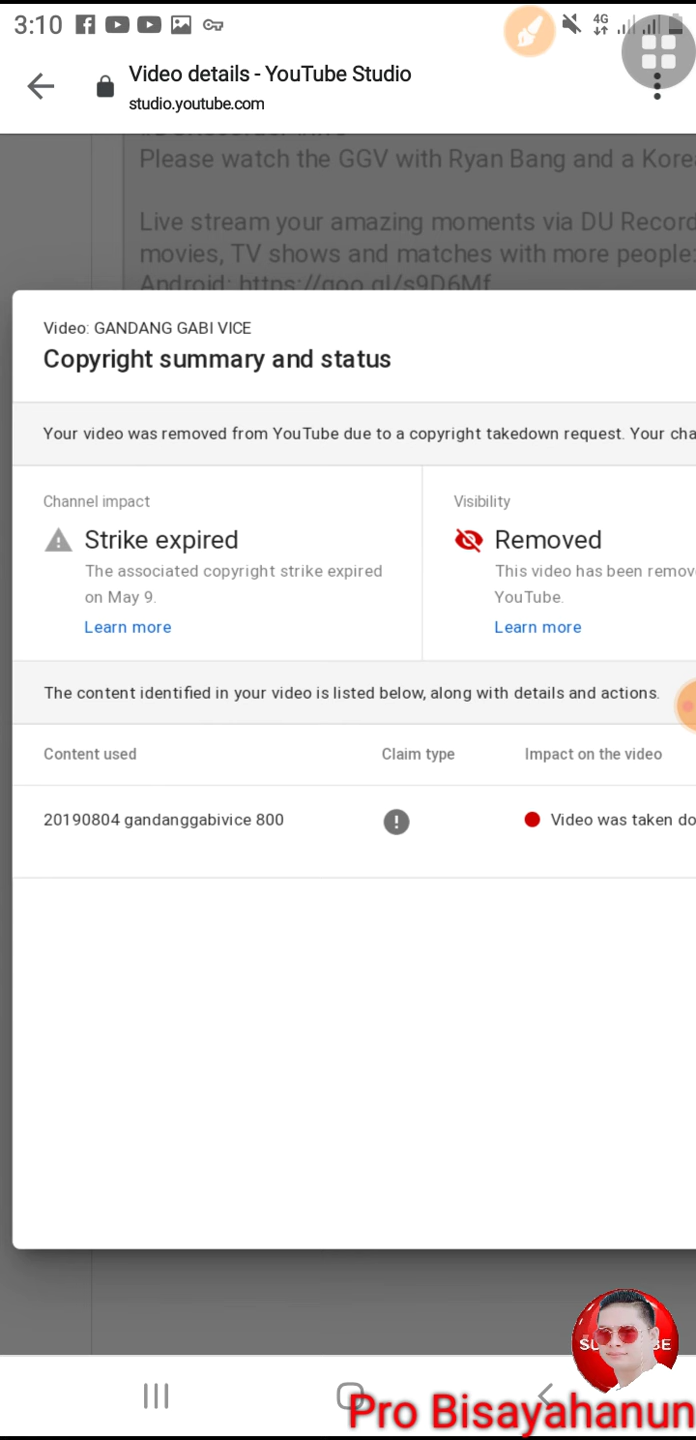 3:10
4G
Video details - YouTube Studio
studio.youtube.com
Please watch the GGV with Ryan Bang and a Kore
Live stream your amazing moments via DU Record
movies, TV shows and matches with more people:
Android: https://goo.gl/s9D6Mf
Video: GANDANG GABI VICE
Copyright summary and status
Your video was removed from YouTube due to a copyright takedown request. Your cha
Channel impact
Visibility
Strike expired
Removed
The associated copyright strike expired
This video has been remov
on May 9.
YouTube.
Learn more
Learn more
The content identified in your video is listed below, along with details and actions.
Content used
Claim type
Impact on the video
20190804 gandanggabivice 800
Video was taken do
Pro Bisayahanun